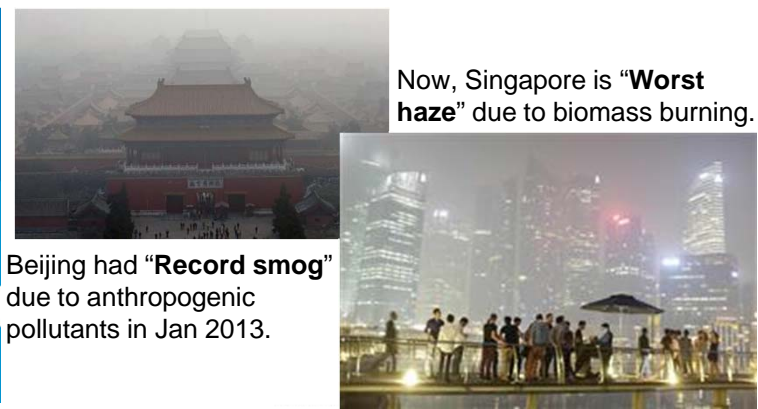 Now, Singapore is “Worst
haze” due to biomass burning.
Beijing had “Record smog”
due to anthropogenic
pollutants in Jan 2013.